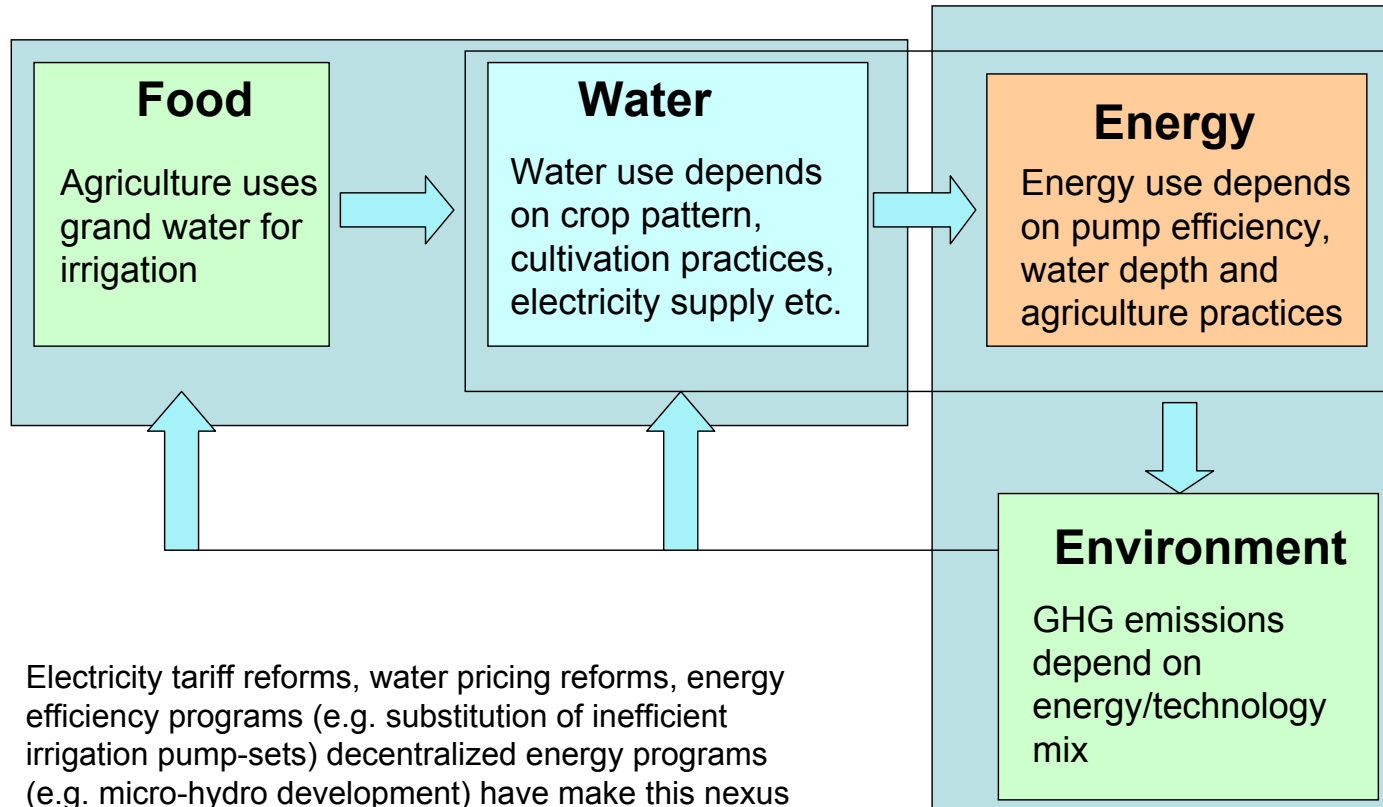 Food
Agriculture uses
grand water for
irrigation
Water
Water use depends
on crop pattern,
cultivation practices,
electricity supply etc.
Energy
Energy use depends
on pump efficiency,
water depth and
agriculture practices
Environment
GHG emissions
depend on
energy/technology
mix
Electricity tariff reforms, water pricing reforms, energy
efficiency programs (e.g. substitution of inefficient
irrigation pump-sets) decentralized energy programs
(e.g. micro-hydro development) have make this nexus